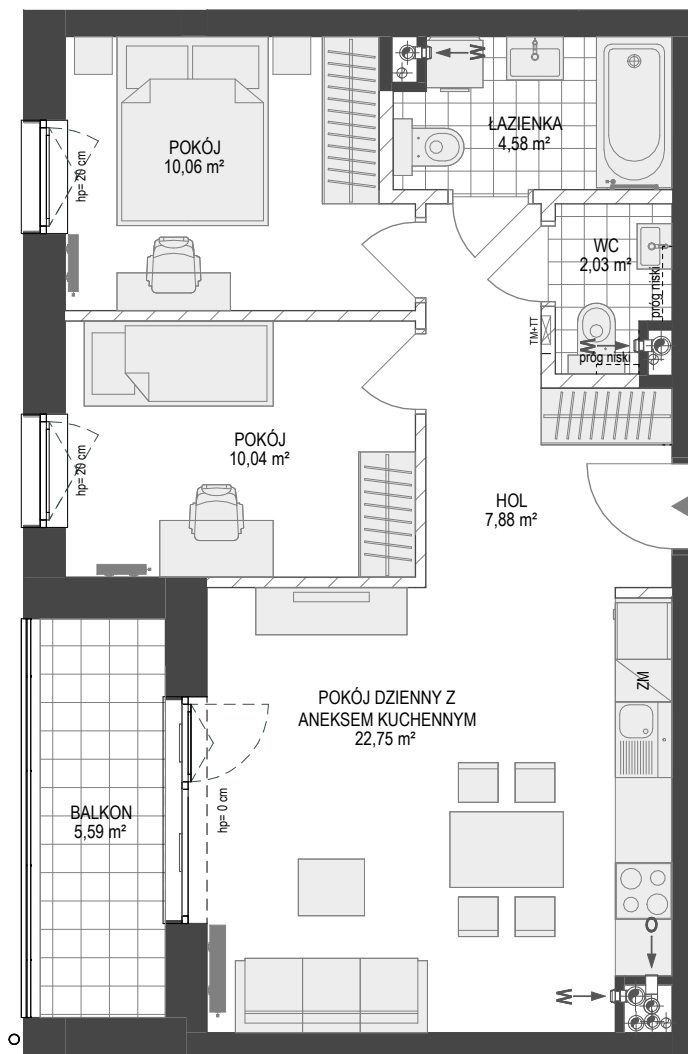 POKÓJ
10,06 m²
hp= 20 cm
W
ŁAZIENKA
4,58 m²
WC
2,03 m²
próg niski
TM+TT
W
próg niski
POKÓJ
10,04 m²
hp= 20 cm
HOL
7,88 m²
ZM
POKÓJ DZIENNY Z
ANEKSEM KUCHENNYM
22,75 m²
hp= 0 cm
BALKON
5,59 m²
O
W